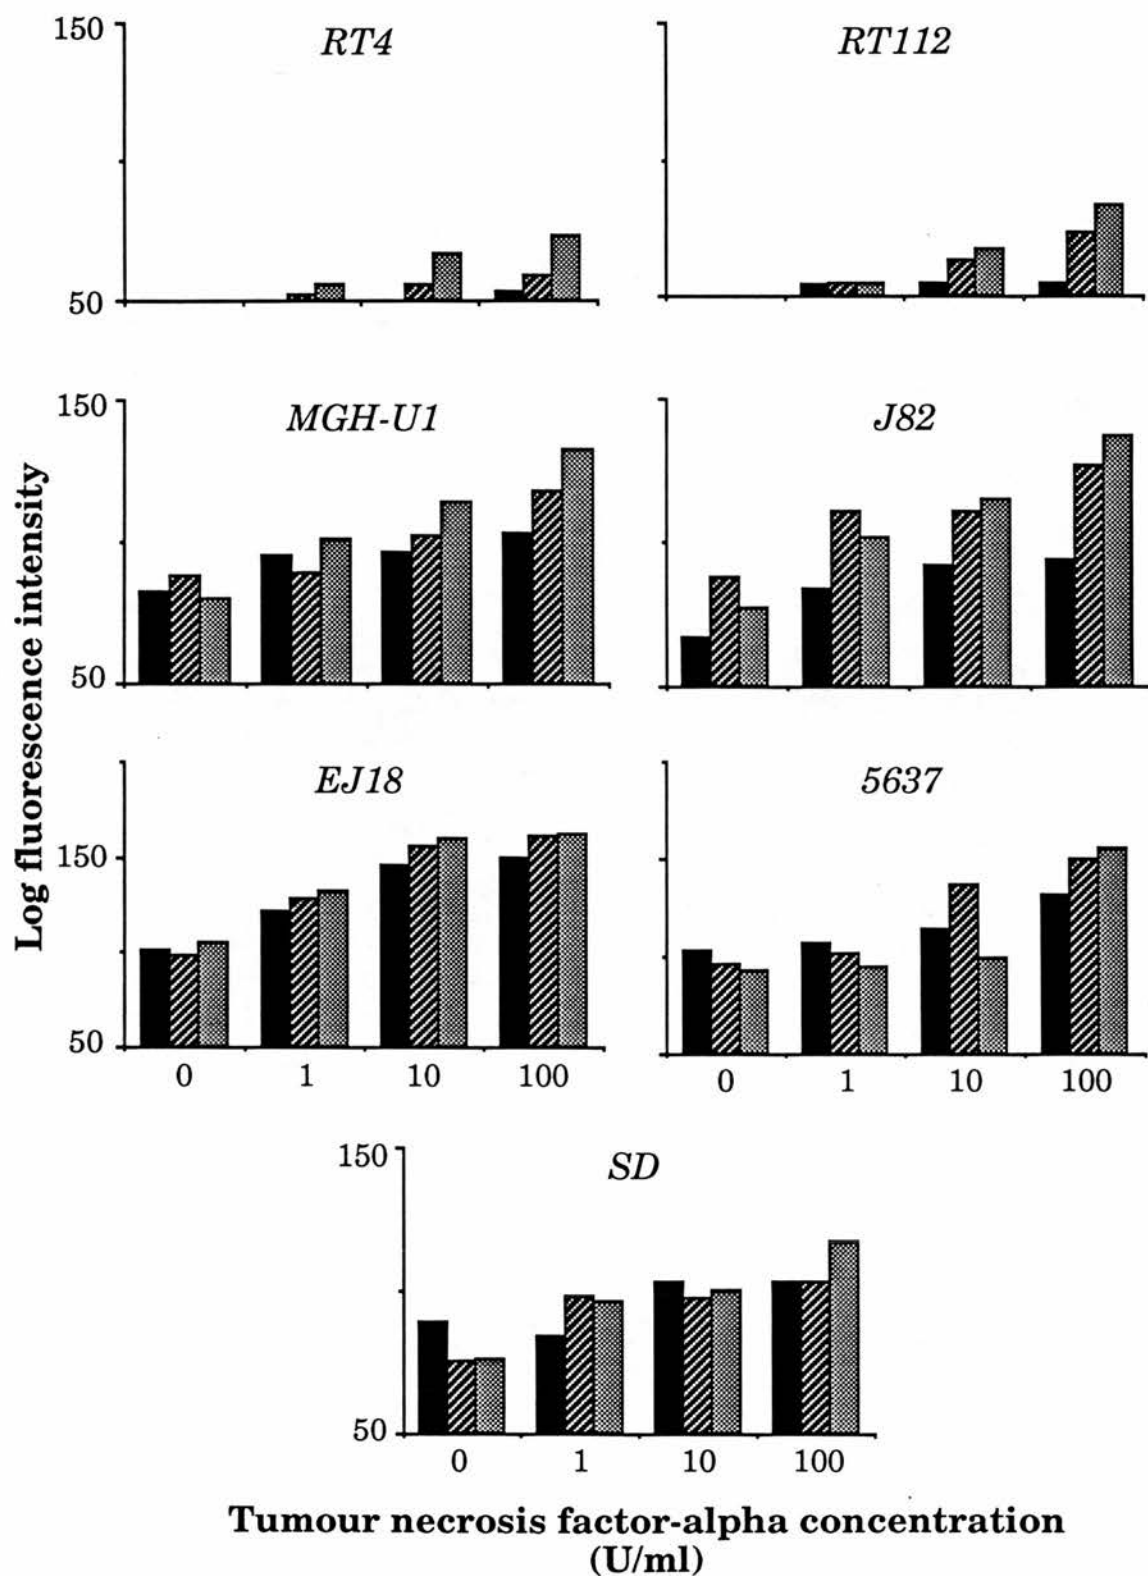 150
RT4
RT112
50
150
MGH-U1
J82
50
Log fluorescence intensity
EJ18
5637
150
50
0 1 10 100
0 1 10 100
150
SD
50
0 1 10 100
Tumour necrosis factor-alpha concentration
(U/ml)